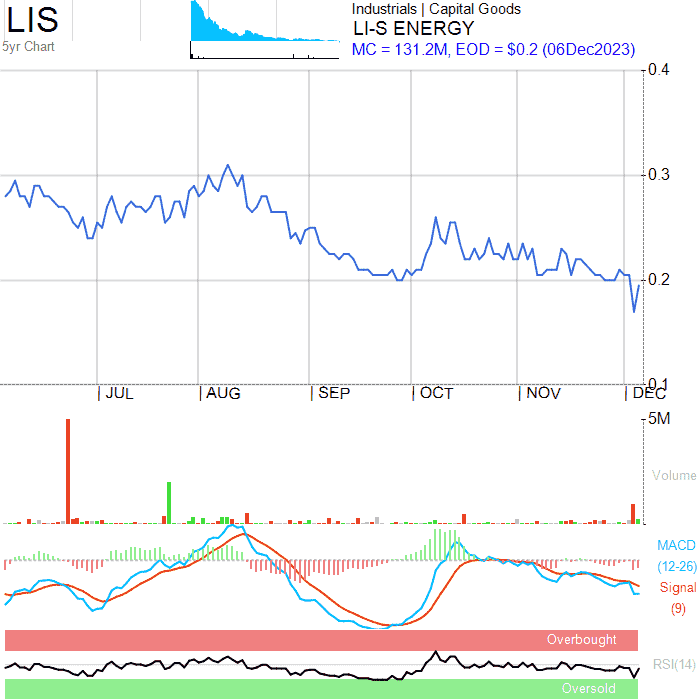 LIS
5yr Chart
Industrials | Capital Goods
LI-S ENERGY
MC = 131.2M, EOD = $0.2 (06Dec2023)
0.4
0.3
0.2
0.1
| JUL
| AUG
| SEP
| OCT
| NOV
| DEC
5M
Volume
MACD
(12-26)
Signal
(9)
Overbought
RSI(14)
Oversold